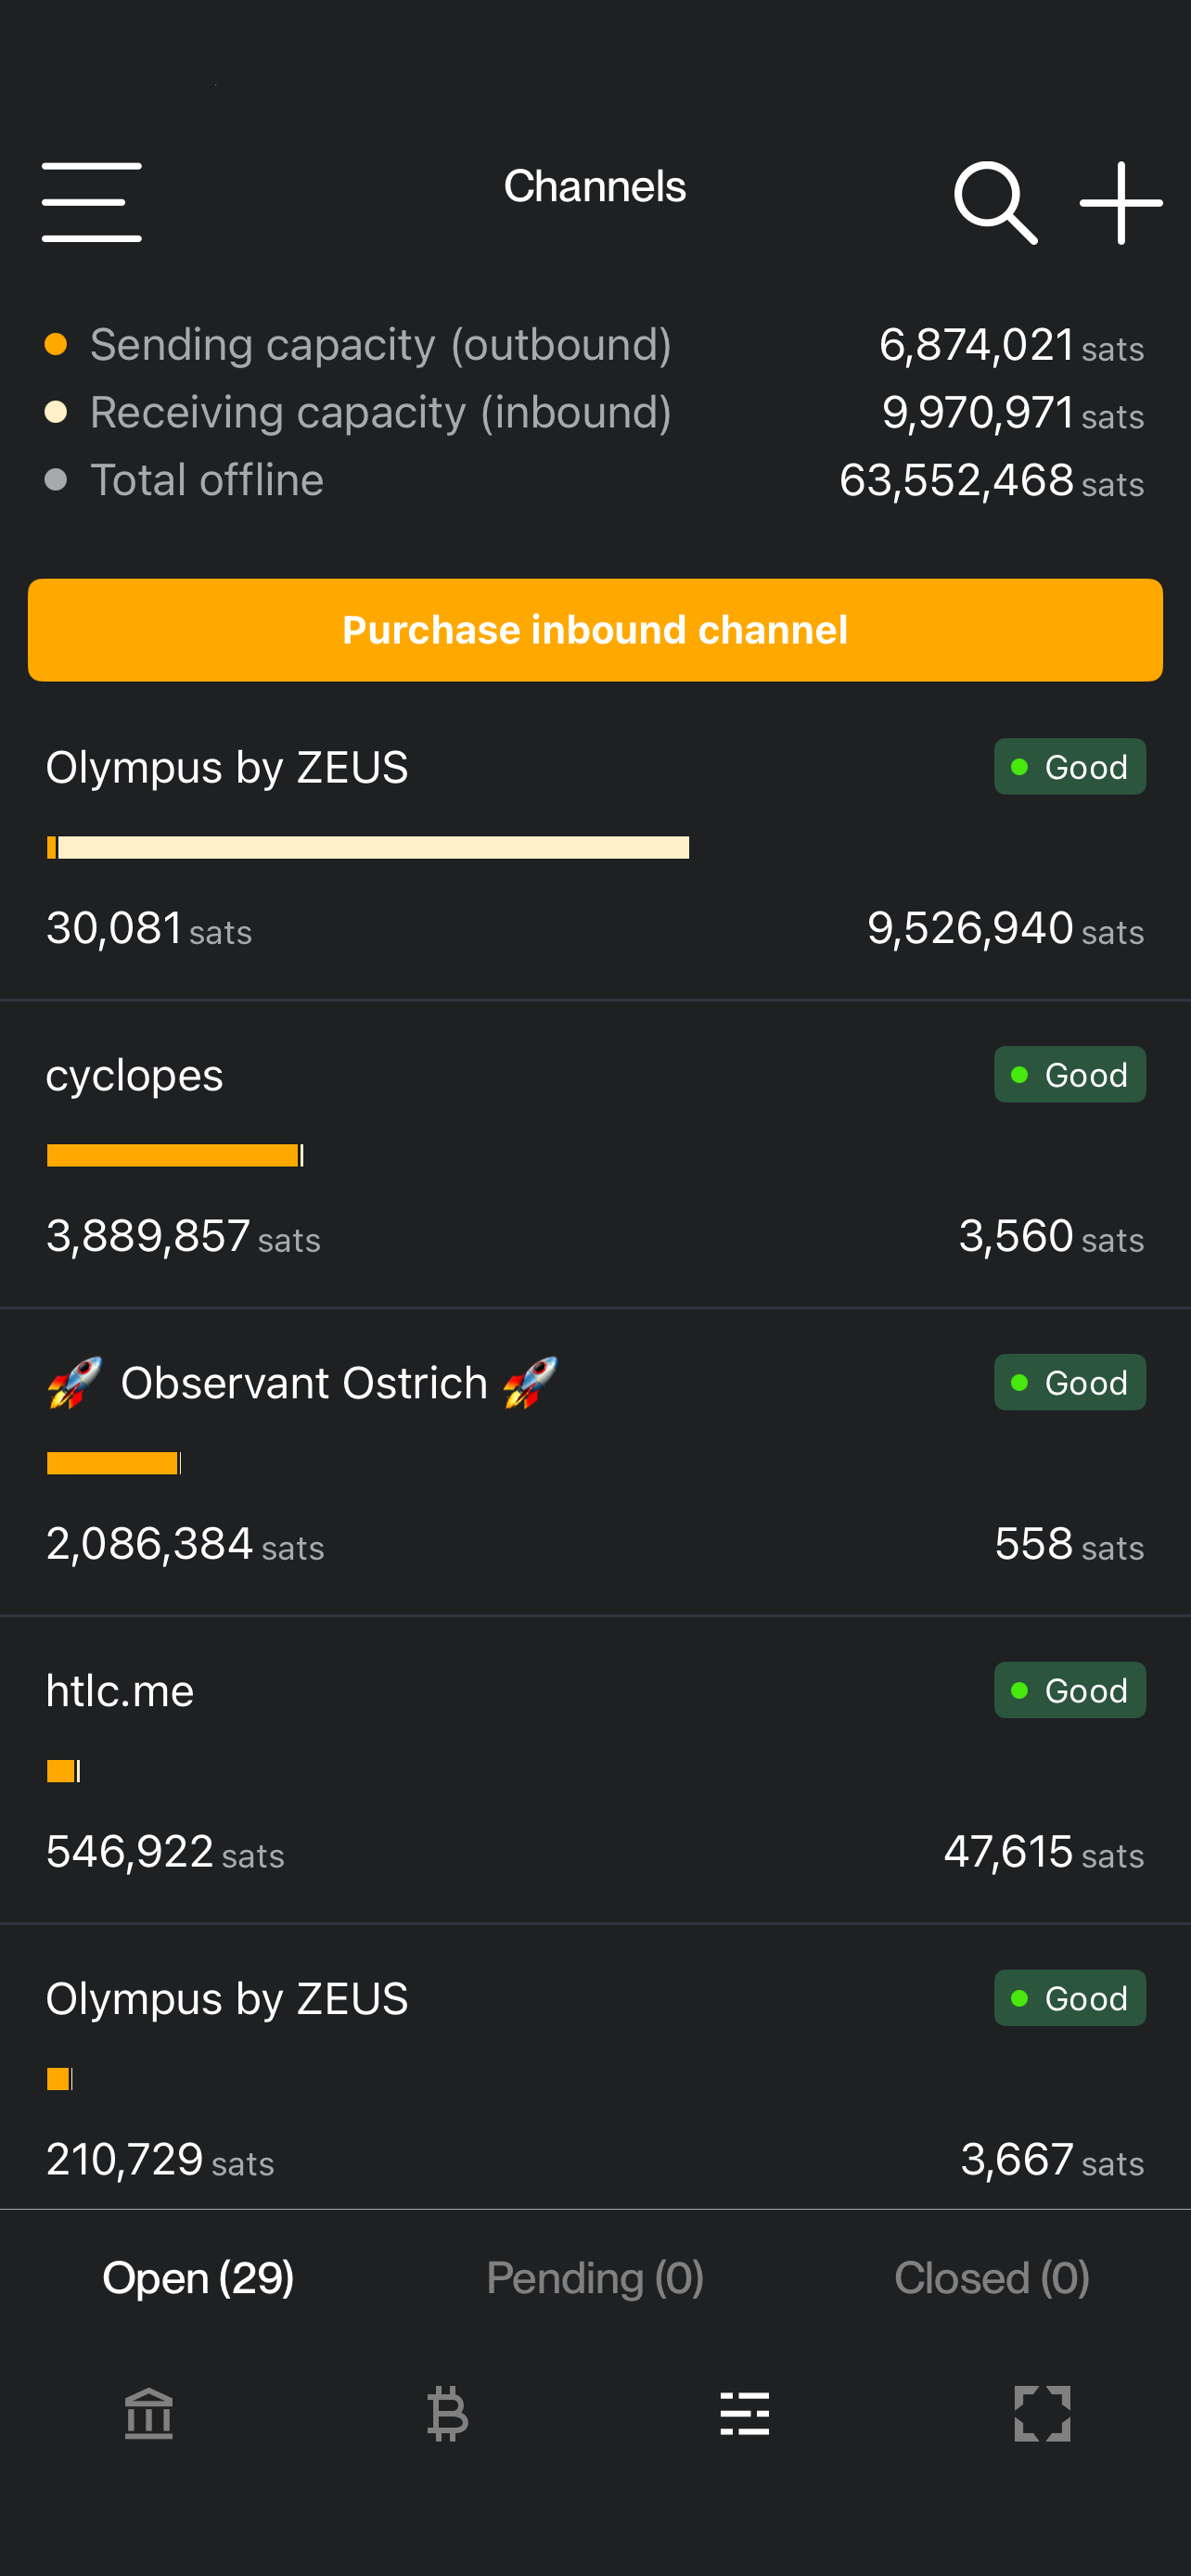 Channels
Sending capacity (outbound) 6,874,021 sats
Receiving capacity (inbound) 9,970,971 sats
Total offline 63,552,468 sats
Purchase inbound channel
Olympus by ZEUS Good
30,081 sats 9,526,940 sats
cyclopes Good
3,889,857 sats 3,560 sats
🚀 Observant Ostrich 🚀 Good
2,086,384 sats 558 sats
htlc.me Good
546,922 sats 47,615 sats
Olympus by ZEUS Good
210,729 sats 3,667 sats
Open (29) Pending (0) Closed (0)